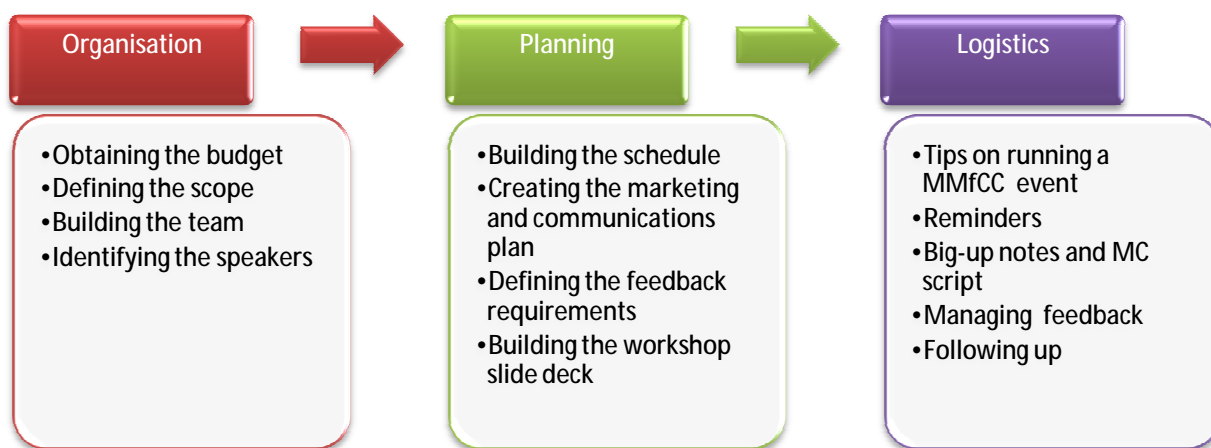 Organisation
•Obtaining the budget
•Defining the scope
•Building the team
•Identifying the speakers
Planning
•Building the schedule
•Creating the marketing
and communications
plan
•Defining the feedback
requirements
•Building the workshop
slide deck
Logistics
•Tips on running a
MMfCC event
•Reminders
•Big-up notes and MC
script
•Managing feedback
•Following up